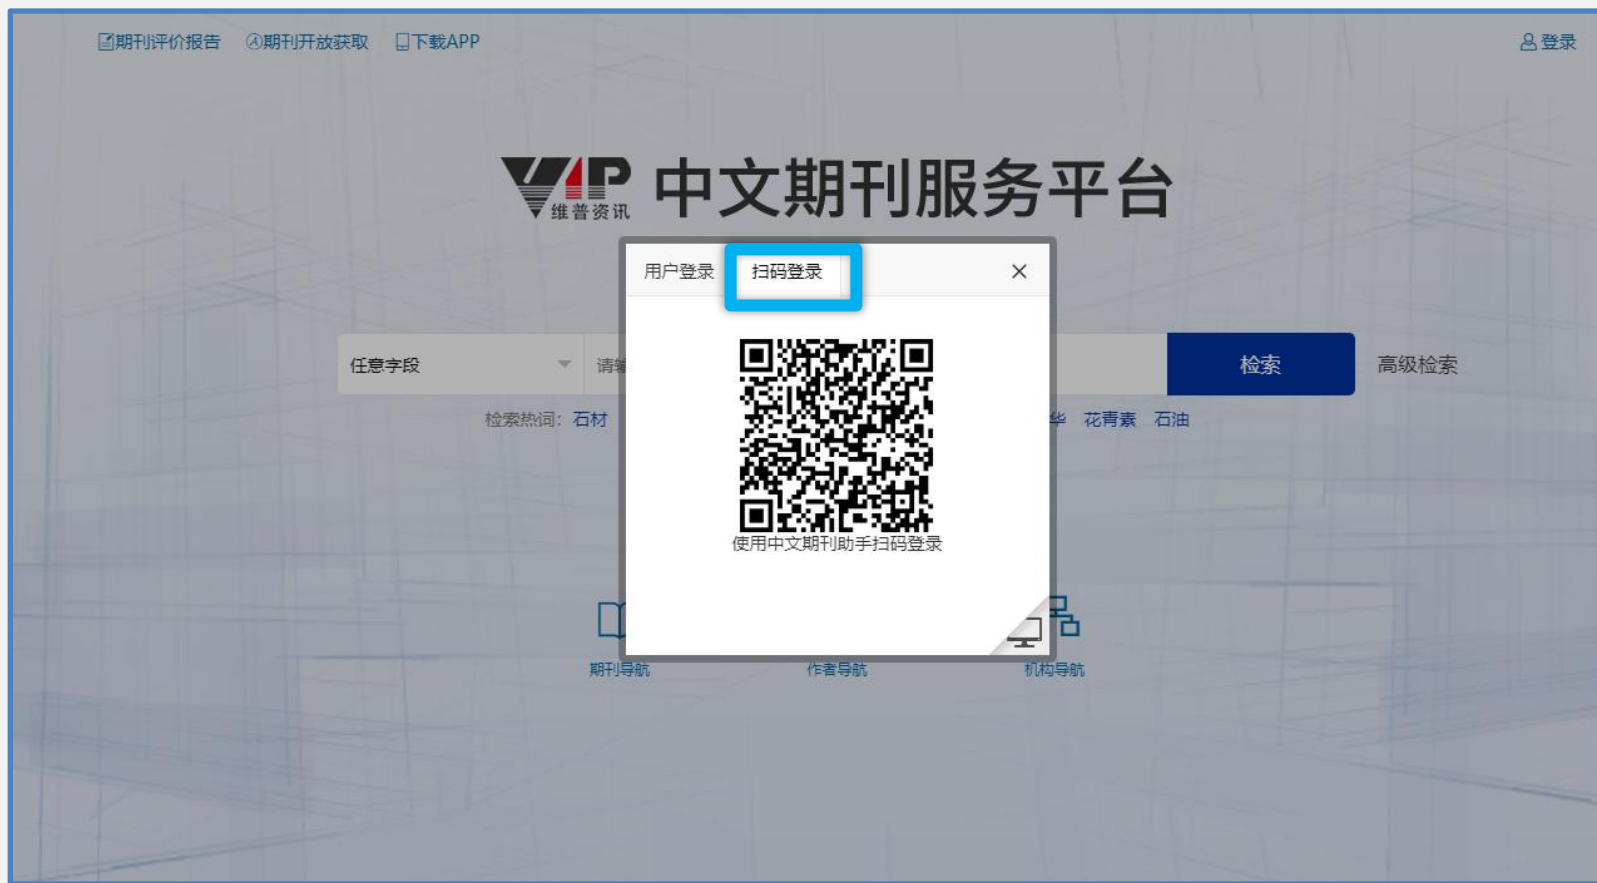 期刊评价报告 期刊开放获取 下载APP 登录
VIP 维普资讯 中文期刊服务平台
用户登录 扫码登录
任意字段 请输 检索 高级检索
检索热词: 石材 华 花青素 石油
使用中文期刊助手扫码登录
期刊导航 作者导航 机构导航